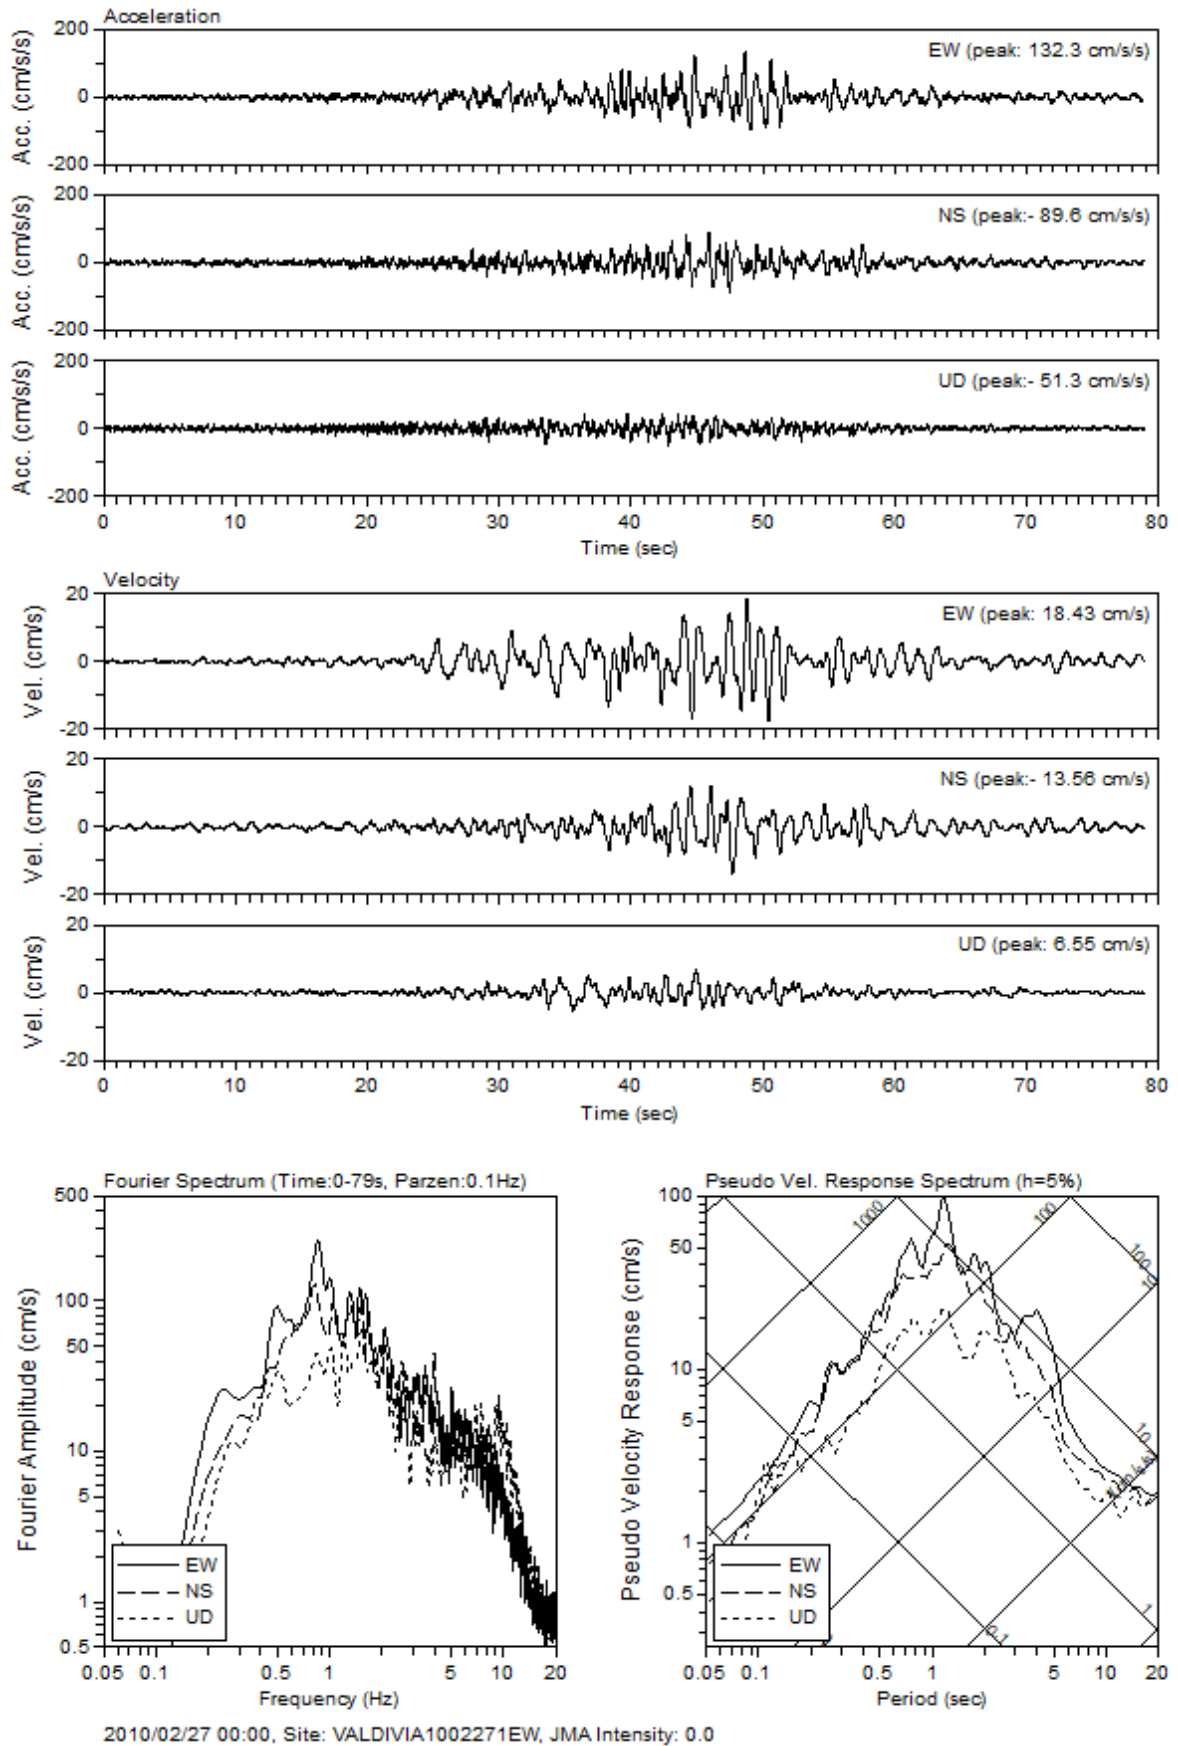 Acceleration
200
0
-200
Acc. (cm/s/s)
EW (peak: 132.3 cm/s/s)
200
0
-200
Acc. (cm/s/s)
NS (peak:- 89.6 cm/s/s)
200
0
-200
Acc. (cm/s/s)
UD (peak:- 51.3 cm/s/s)
0 10 20 30 40 50 60 70 80
Time (sec)
Velocity
20
0
-20
Vel. (cm/s)
EW (peak: 18.43 cm/s)
20
0
-20
Vel. (cm/s)
NS (peak:- 13.56 cm/s)
20
0
-20
Vel. (cm/s)
UD (peak: 6.55 cm/s)
0 10 20 30 40 50 60 70 80
Time (sec)
Fourier Spectrum (Time:0-79s, Parzen:0.1Hz)
500
100
50
10
5
1
0.5
Fourier Amplitude (cm/s)
EW
NS
UD
0.05 0.1 0.5 1 5 10 20
Frequency (Hz)
Pseudo Vel. Response Spectrum (h=5%)
100
50
10
5
1
0.5
Pseudo Velocity Response (cm/s)
1000
100
100
10
10
1
0.1
EW
NS
UD
0.05 0.1 0.5 1 5 10 20
Period (sec)
2010/02/27 00:00, Site: VALDIVIA1002271EW, JMA Intensity: 0.0